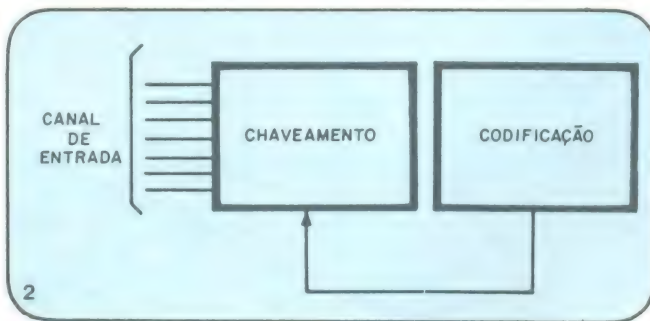 CANAL
DE
ENTRADA
CHAVEAMENTO
CODIFICAÇÃO
2